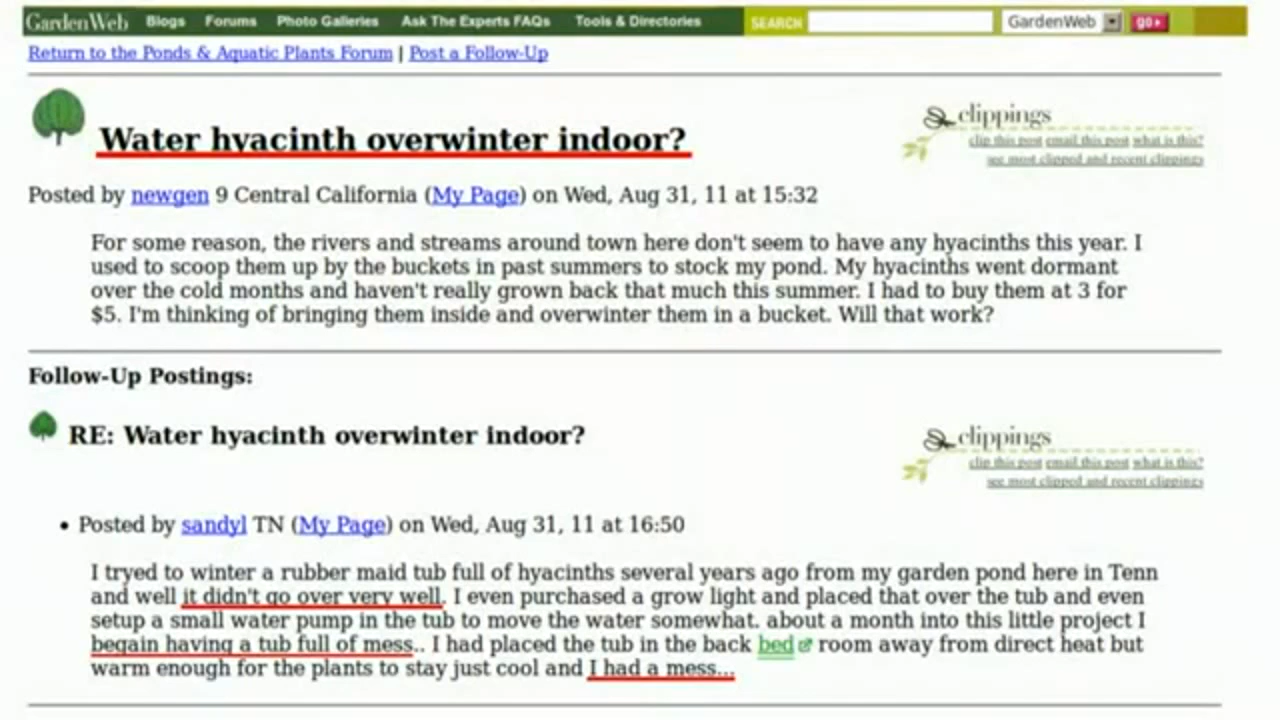 GardenWeb Blogs Forums Photo Galleries Ask The Experts FAQs Tools & Directories SEARCH GardenWeb go
Return to the Ponds & Aquatic Plants Forum | Post a Follow-Up
Water hyacinth overwinter indoor?
clippings
clip this post email this post what is this?
see most clipped and recent clippings
Posted by newgen 9 Central California (My Page) on Wed, Aug 31, 11 at 15:32
For some reason, the rivers and streams around town here don't seem to have any hyacinths this year. I
used to scoop them up by the buckets in past summers to stock my pond. My hyacinths went dormant
over the cold months and haven't really grown back that much this summer. I had to buy them at 3 for
$5. I'm thinking of bringing them inside and overwinter them in a bucket. Will that work?
Follow-Up Postings:
RE: Water hyacinth overwinter indoor?
clippings
clip this post email this post what is this?
see most clipped and recent clippings
• Posted by sandyl TN (My Page) on Wed, Aug 31, 11 at 16:50
I tryed to winter a rubber maid tub full of hyacinths several years ago from my garden pond here in Tenn
and well it didn't go over very well. I even purchased a grow light and placed that over the tub and even
setup a small water pump in the tub to move the water somewhat. about a month into this little project I
begain having a tub full of mess.. I had placed the tub in the back bed room away from direct heat but
warm enough for the plants to stay just cool and I had a mess...